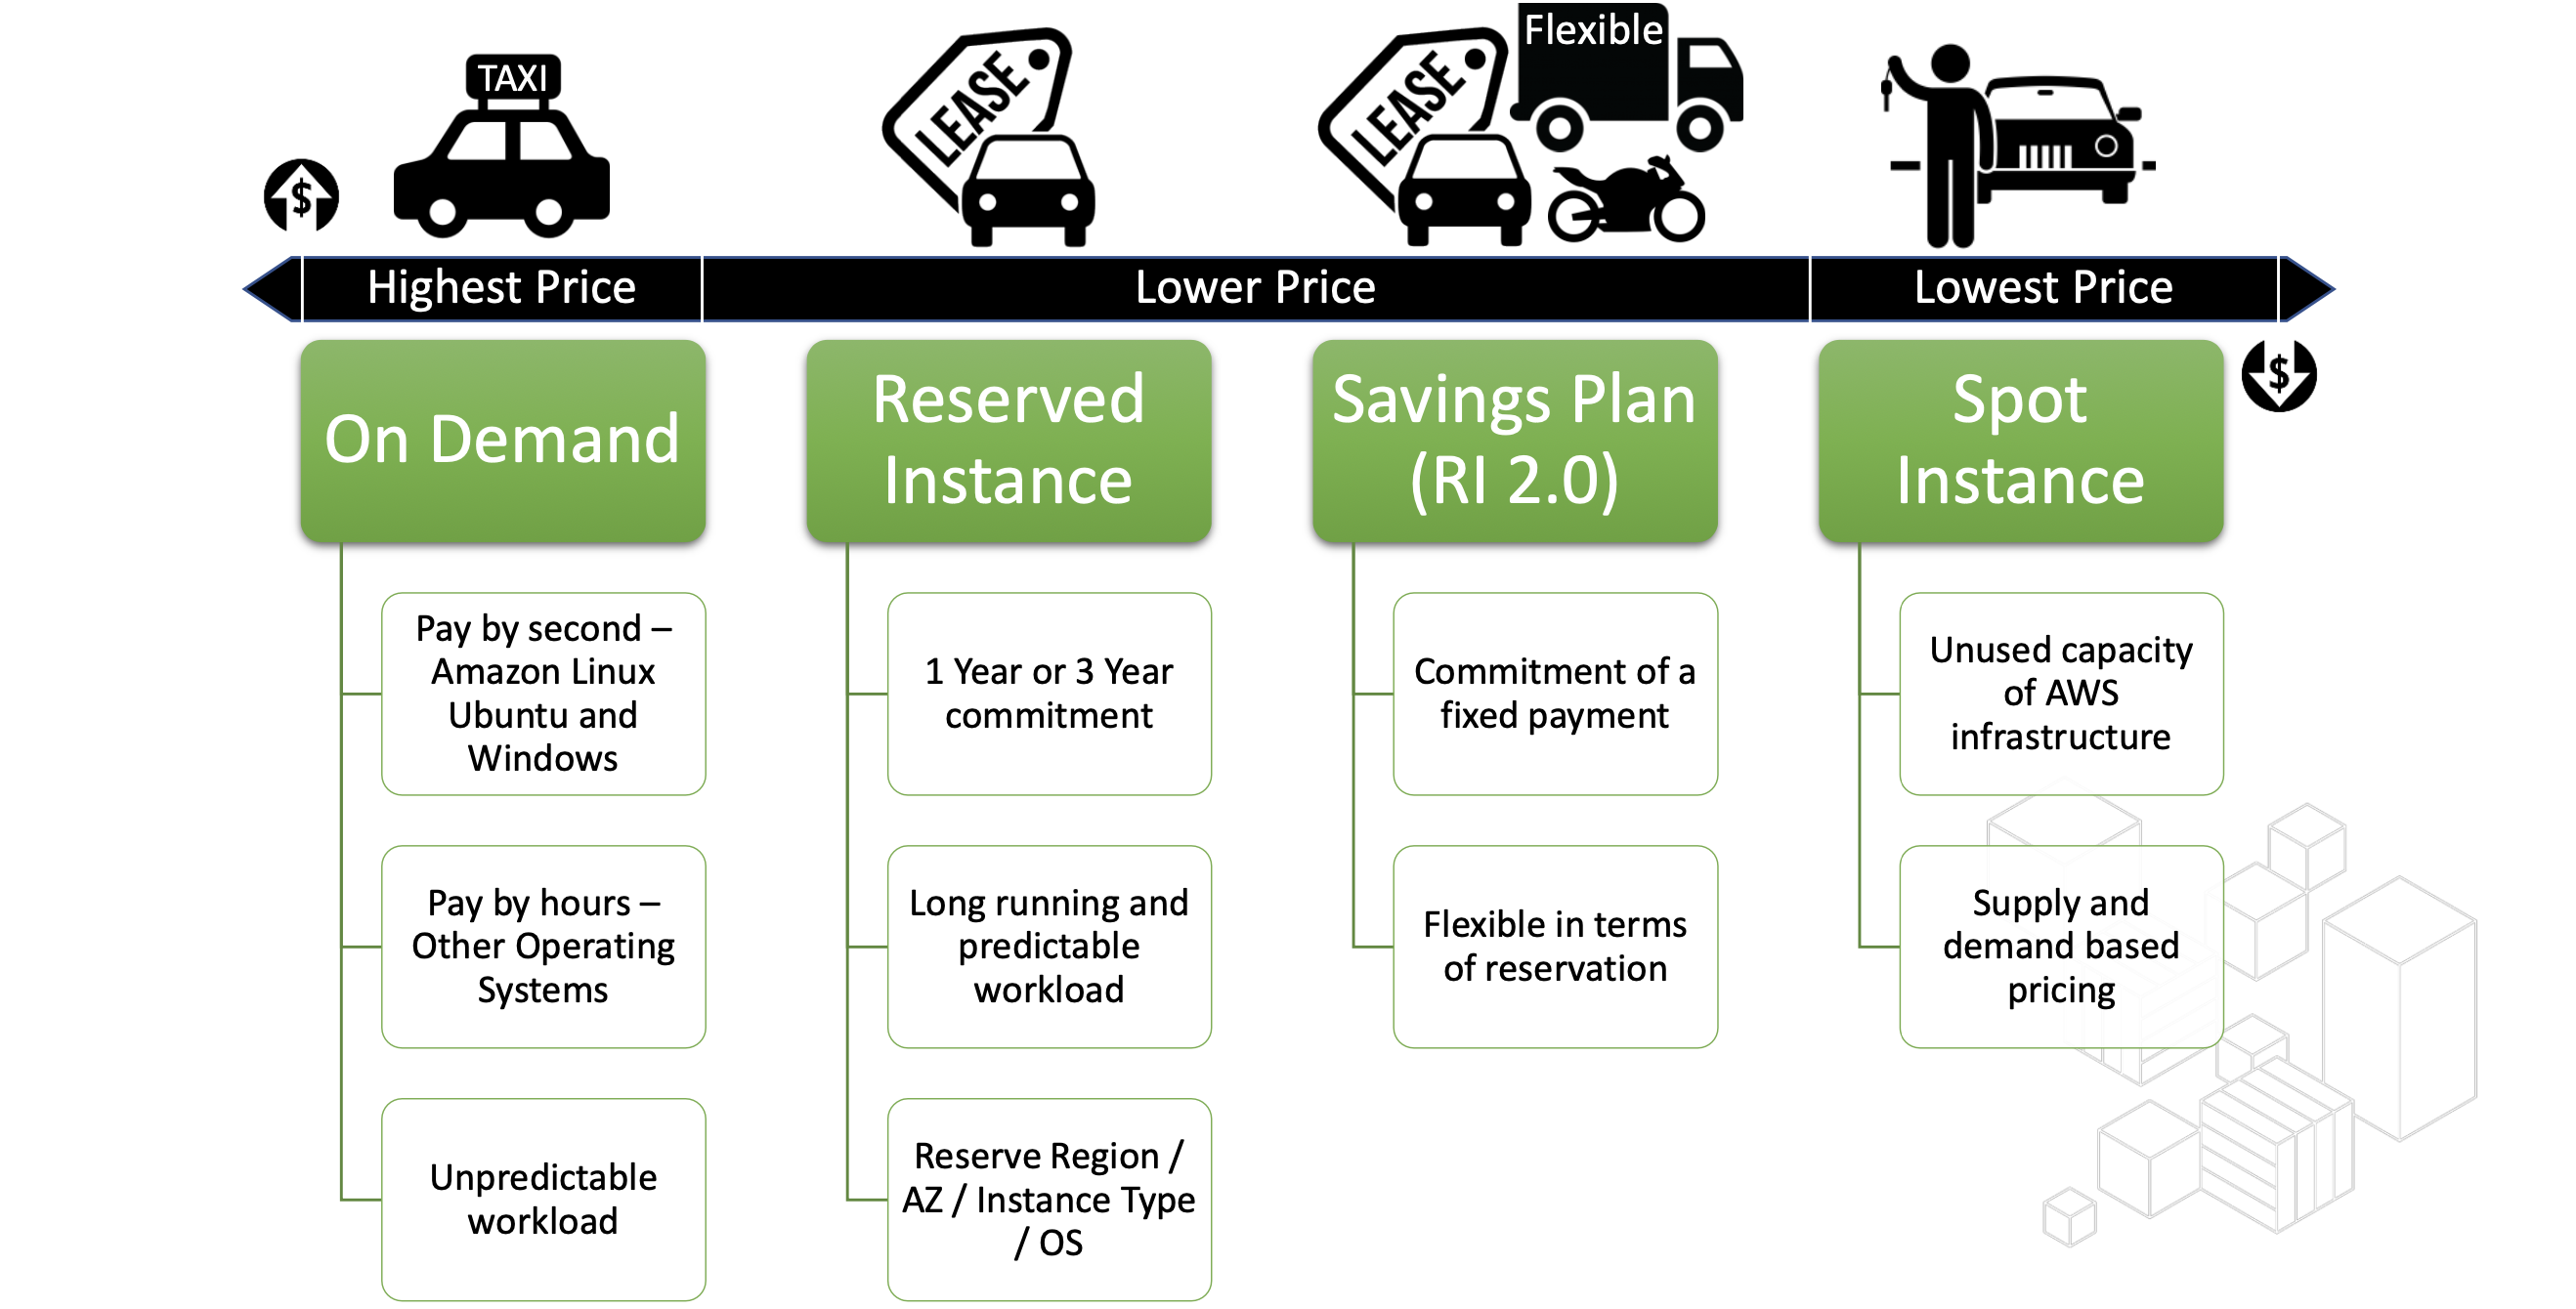 TAXI
LEASE
LEASE
Flexible
$
Highest Price
Lower Price
Lowest Price
$
On Demand
Pay by second –
Amazon Linux
Ubuntu and
Windows
Pay by hours –
Other Operating
Systems
Unpredictable
workload
Reserved
Instance
1 Year or 3 Year
commitment
Long running and
predictable
workload
Reserve Region /
AZ / Instance Type
/ OS
Savings Plan
(RI 2.0)
Commitment of a
fixed payment
Flexible in terms
of reservation
Spot
Instance
Unused capacity
of AWS
infrastructure
Supply and
demand based
pricing